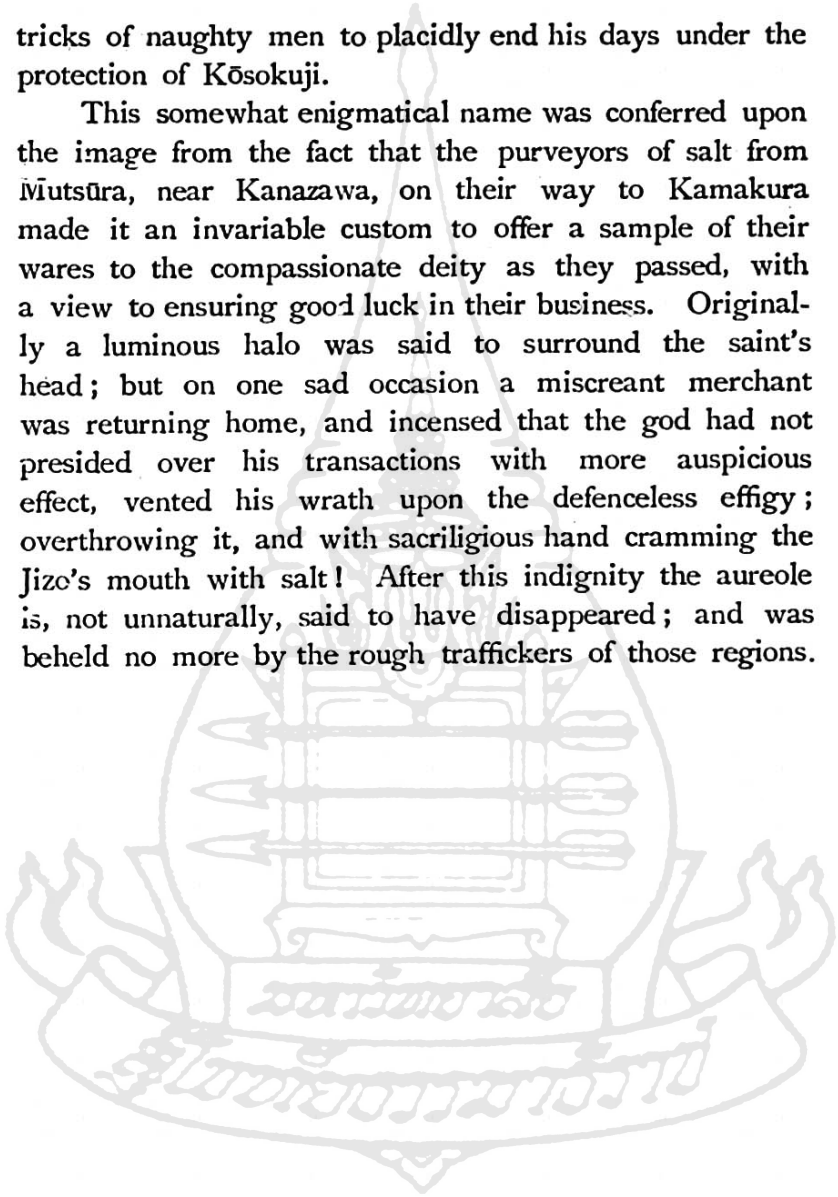 tricks of naughty men to placidly end his days under the
protection of Kōsokuji.
This somewhat enigmatical name was conferred upon
the image from the fact that the purveyors of salt from
Mutsūra, near Kanazawa, on their way to Kamakura
made it an invariable custom to offer a sample of their
wares to the compassionate deity as they passed, with
a view to ensuring good luck in their business. Original-
ly a luminous halo was said to surround the saint's
head; but on one sad occasion a miscreant merchant
was returning home, and incensed that the god had not
presided over his transactions with more auspicious
effect, vented his wrath upon the defenceless effigy;
overthrowing it, and with sacriligious hand cramming the
Jizo's mouth with salt! After this indignity the aureole
is, not unnaturally, said to have disappeared; and was
beheld no more by the rough traffickers of those regions.